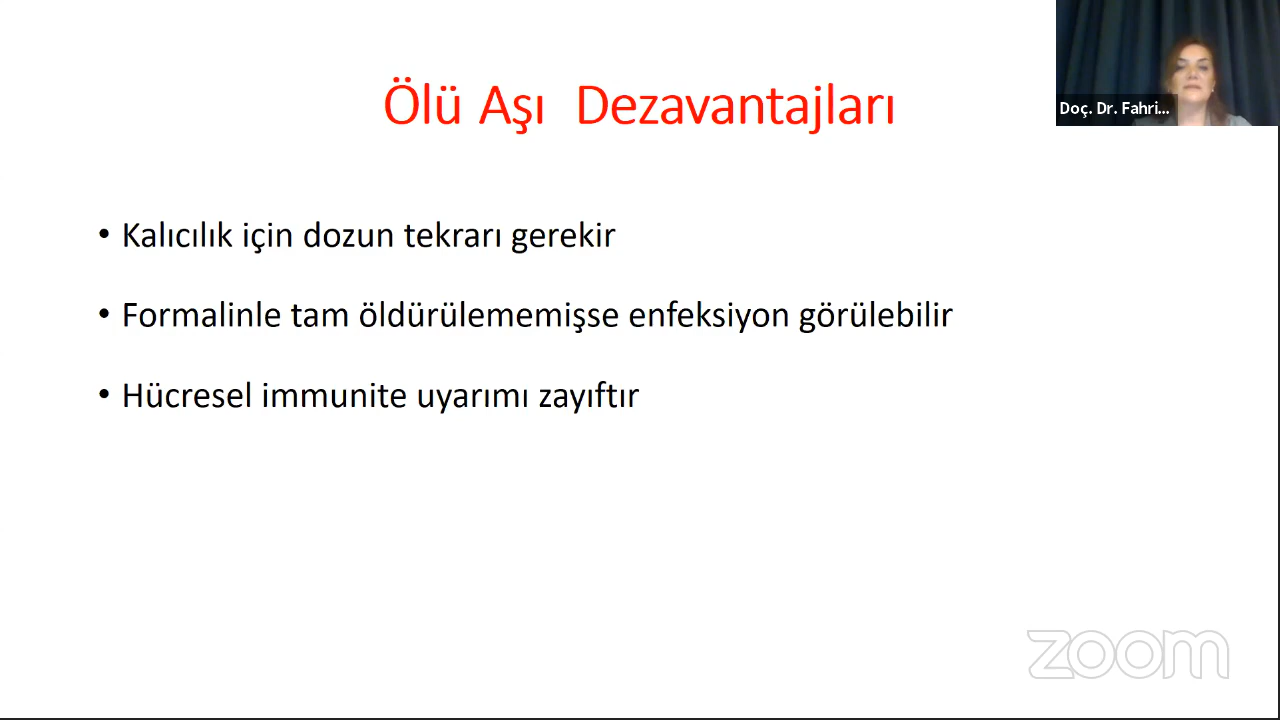 Ölü Aşı Dezavantajları
Doç. Dr. Fahri...
• Kalıcılık için dozun tekrarı gerekir
• Formalinle tam öldürülememişse enfeksiyon görülebilir
• Hücresel immunite uyarımı zayıftır
zoom